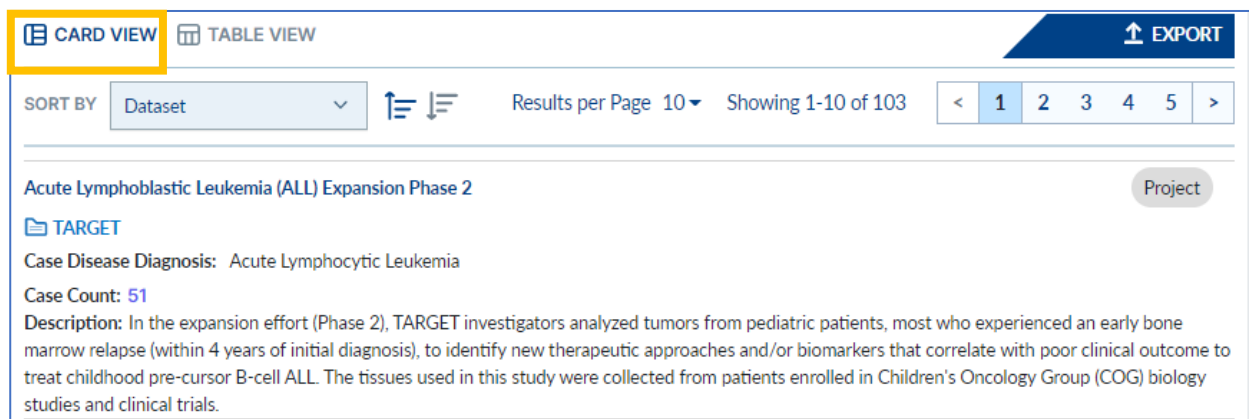 CARD VIEW TABLE VIEW EXPORT
SORT BY Dataset Results per Page 10 Showing 1-10 of 103 < 1 2 3 4 5 >
Acute Lymphoblastic Leukemia (ALL) Expansion Phase 2 Project
TARGET
Case Disease Diagnosis: Acute Lymphocytic Leukemia
Case Count: 51
Description: In the expansion effort (Phase 2), TARGET investigators analyzed tumors from pediatric patients, most who experienced an early bone
marrow relapse (within 4 years of initial diagnosis), to identify new therapeutic approaches and/or biomarkers that correlate with poor clinical outcome to
treat childhood pre-cursor B-cell ALL. The tissues used in this study were collected from patients enrolled in Children's Oncology Group (COG) biology
studies and clinical trials.